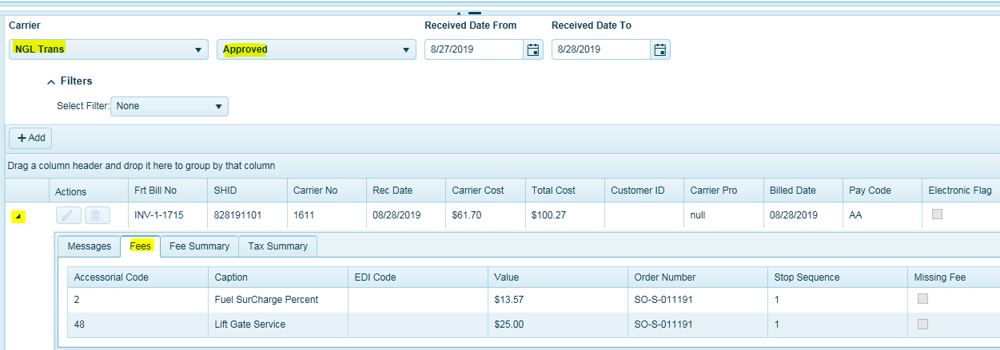 Carrier Received Date From Received Date To
NGL Trans Approved 8/27/2019 8/28/2019
Filters
Select Filter: None
+ Add
Drag a column header and drop it here to group by that column
Actions Frt Bill No SHID Carrier No Rec Date Carrier Cost Total Cost Customer ID Carrier Pro Billed Date Pay Code Electronic Flag
INV-1-1715 828191101 1611 08/28/2019 $61.70 $100.27 null 08/28/2019 AA
Messages Fees Fee Summary Tax Summary
Accessorial Code Caption EDI Code Value Order Number Stop Sequence Missing Fee
2 Fuel SurCharge Percent $13.57 SO-S-011191 1
48 Lift Gate Service $25.00 SO-S-011191 1